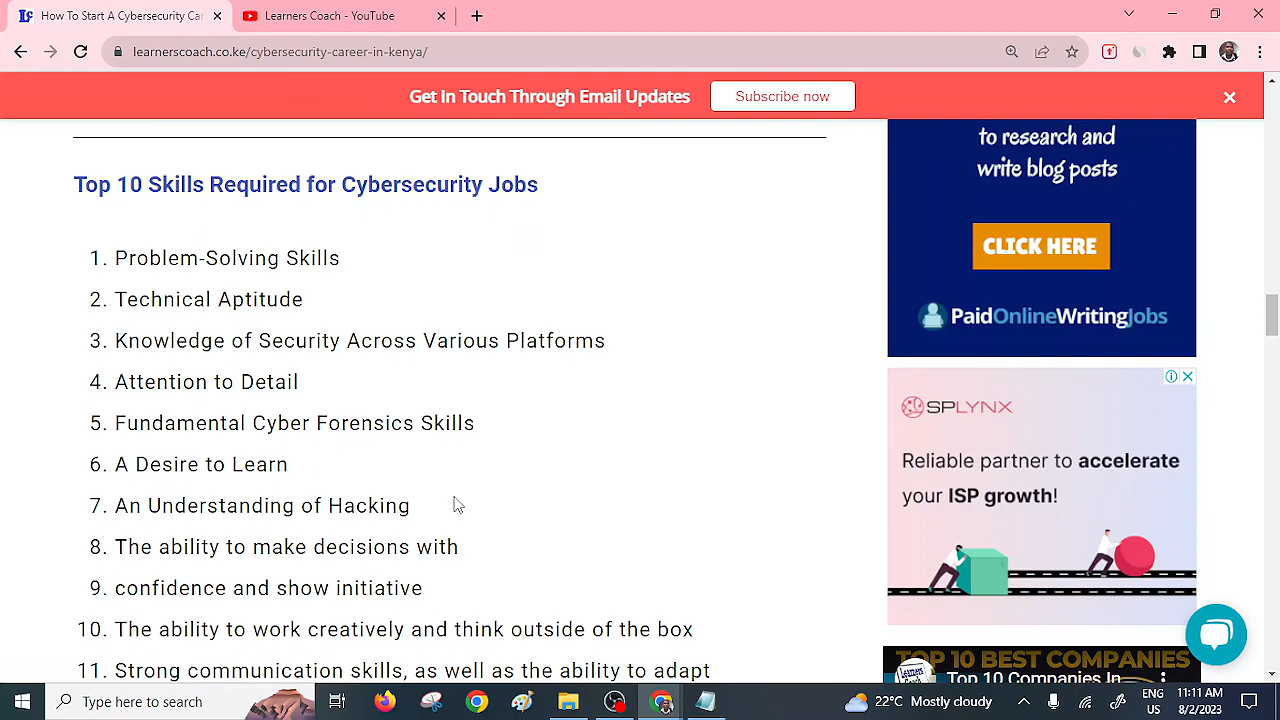 How To Start A Cybersecurity Car
Learners Coach - YouTube
learnerscoach.co.ke/cybersecurity-career-in-kenya/
Get In Touch Through Email Updates
Subscribe now
Top 10 Skills Required for Cybersecurity Jobs
1. Problem-Solving Skills
2. Technical Aptitude
3. Knowledge of Security Across Various Platforms
4. Attention to Detail
5. Fundamental Cyber Forensics Skills
6. A Desire to Learn
7. An Understanding of Hacking
8. The ability to make decisions with
9. confidence and show initiative
10. The ability to work creatively and think outside of the box
11. Strong communication skills, as well as the ability to adapt
to research and
write blog posts
CLICK HERE
PaidOnlineWritingJobs
SPLYNX
Reliable partner to accelerate
your ISP growth!
TOP 10 BEST COMPANIES
Top 10 Companies In
Type here to search
22°C Mostly cloudy
ENG
US
11:11 AM
8/2/2023